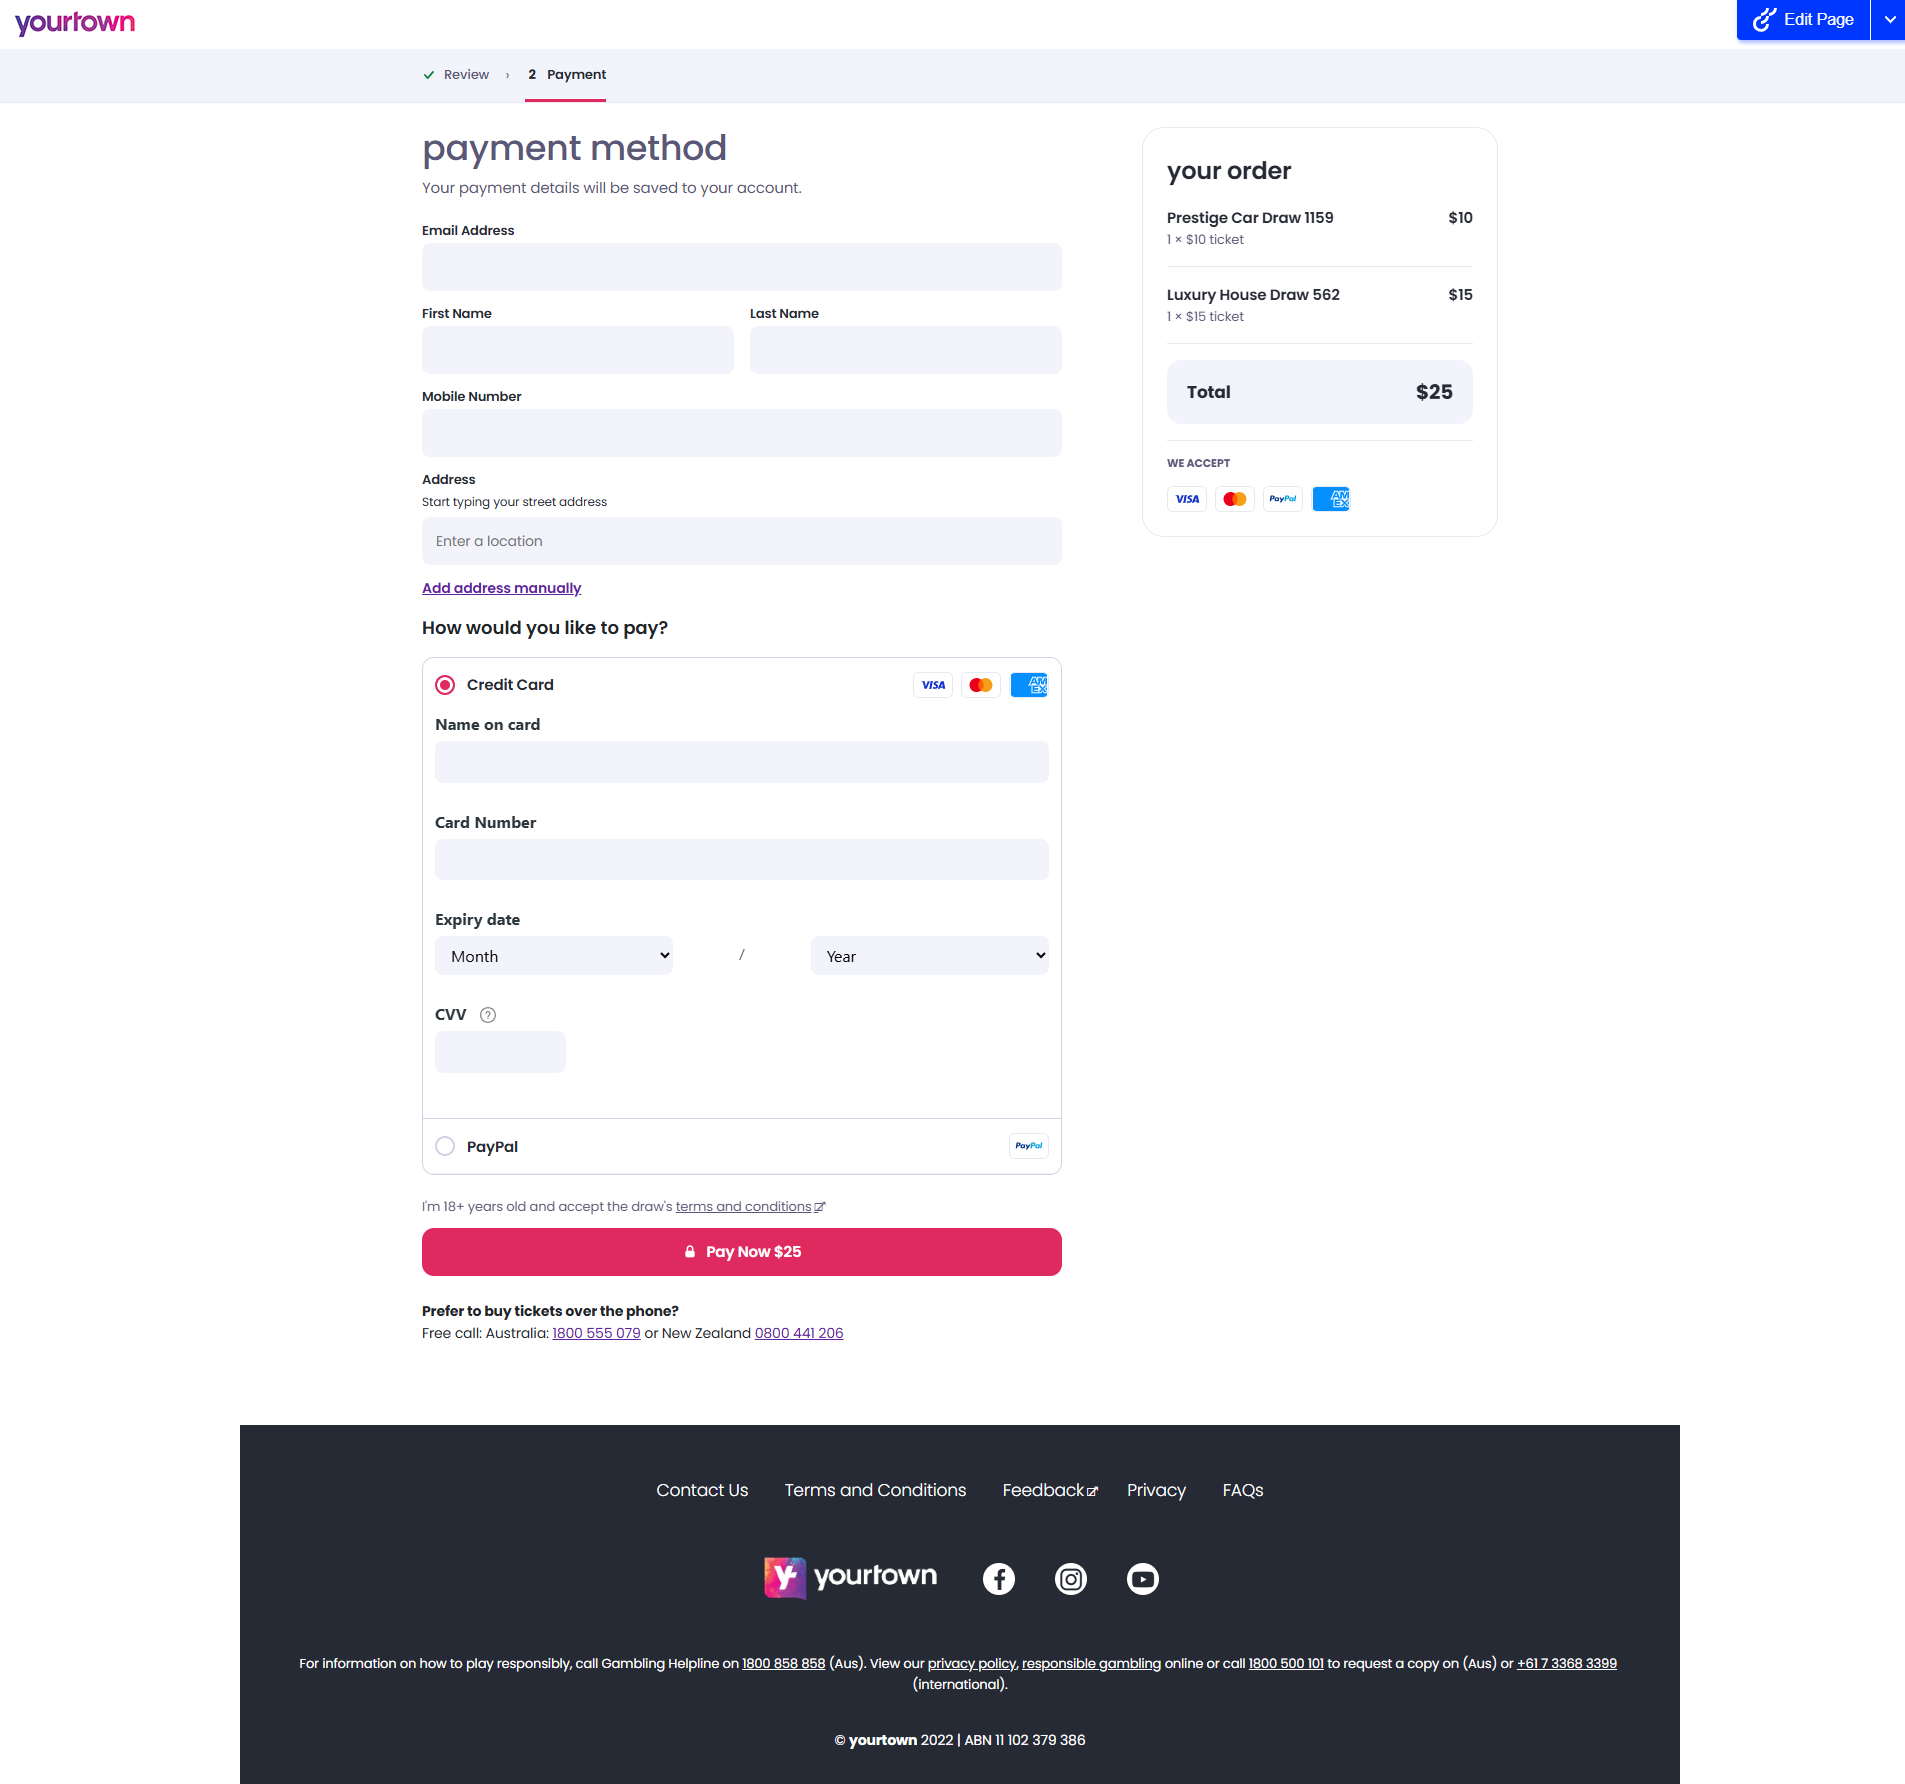 yourtown
Edit Page
Review › 2 Payment
payment method
Your payment details will be saved to your account.
Email Address
First Name
Last Name
Mobile Number
Address
Start typing your street address
Enter a location
Add address manually
How would you like to pay?
Credit Card
VISA
AM
EX
Name on card
Card Number
Expiry date
Month
/
Year
CVV ?
PayPal
PayPal
I'm 18+ years old and accept the draw's terms and conditions
Pay Now $25
Prefer to buy tickets over the phone?
Free call: Australia: 1800 555 079 or New Zealand 0800 441 206
your order
Prestige Car Draw 1159 $10
1 × $10 ticket
Luxury House Draw 562 $15
1 × $15 ticket
Total $25
WE ACCEPT
VISA
PayPal
AM
EX
Contact Us Terms and Conditions Feedback Privacy FAQs
yourtown
For information on how to play responsibly, call Gambling Helpline on 1800 858 858 (Aus). View our privacy policy, responsible gambling online or call 1800 500 101 to request a copy on (Aus) or +61 7 3368 3399
(international).
© yourtown 2022 | ABN 11 102 379 386